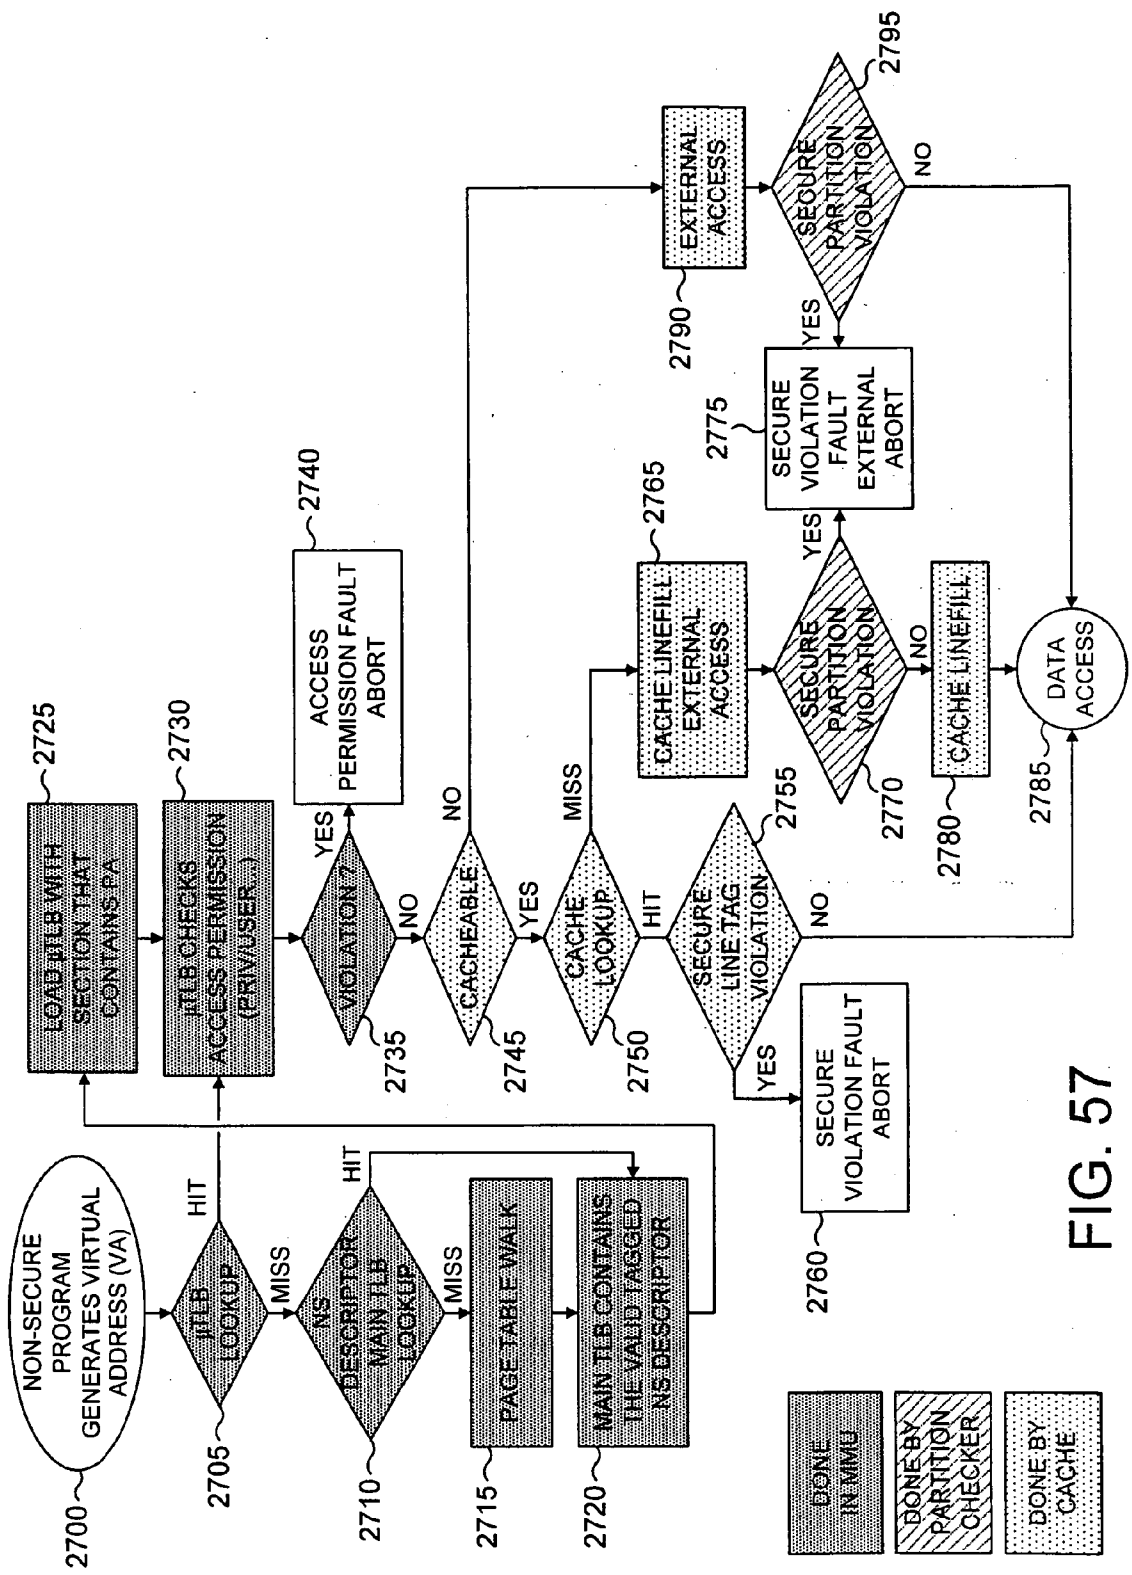 NON-SECURE
PROGRAM
GENERATES VIRTUAL
ADDRESS (VA)
2700
µTLB
LOOKUP
2705
HIT
MISS
NS
DESCRIPTOR-
MAIN TLB
LOOKUP
2710
HIT
MISS
PAGE TABLE WALK
2715
MAIN TLB CONTAINS
THE VALID TAGGED
NS DESCRIPTOR
2720
LOAD µTLB WITH
SECTION THAT
CONTAINS PA
2725
µTLB CHECKS
ACCESS PERMISSION
(PRIV/USER...)
2730
VIOLATION ?
2735
YES
NO
ACCESS
PERMISSION FAULT
ABORT
2740
CACHEABLE
2745
NO
YES
CACHE
LOOKUP
2750
MISS
HIT
SECURE
LINE TAG
VIOLATION
2755
YES
NO
SECURE
VIOLATION FAULT
ABORT
2760
CACHE LINEFILL
EXTERNAL
ACCESS
2765
SECURE
PARTITION
VIOLATION
2770
YES
NO
SECURE
VIOLATION
FAULT
EXTERNAL
ABORT
2775
CACHE LINEFILL
2780
DATA
ACCESS
2785
EXTERNAL
ACCESS
2790
SECURE
PARTITION
VIOLATION
2795
YES
NO
DONE
IN MMU
DONE BY
PARTITION
CHECKER
DONE BY
CACHE
FIG. 57